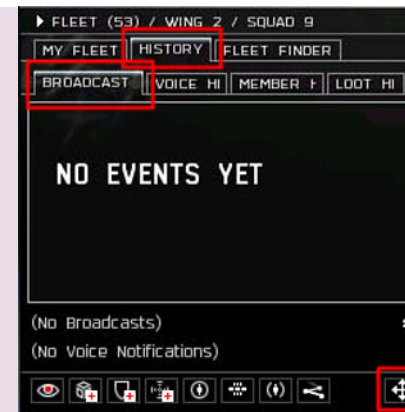 FLEET (53) / WING 2 / SQUAD 9
MY FLEET HISTORY FLEET FINDER
BROADCAST VOICE HI MEMBER H LOOT HI
NO EVENTS YET
(No Broadcasts)
(No Voice Notifications)